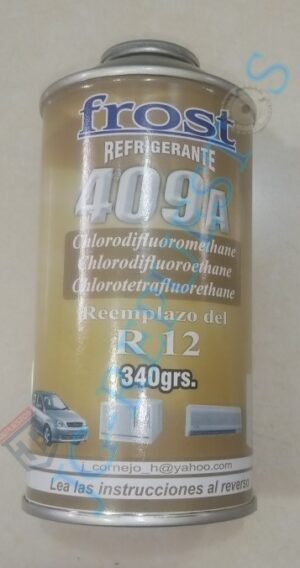 frost
REFRIGERANTE
409A
Chlorodifluoromethane
Chlorodifluoroethane
Chlorotetrafluorethane
Reemplazo del
R 12
340grs.
cornejo_h@yahoo.com
Lea las instrucciones al reverso